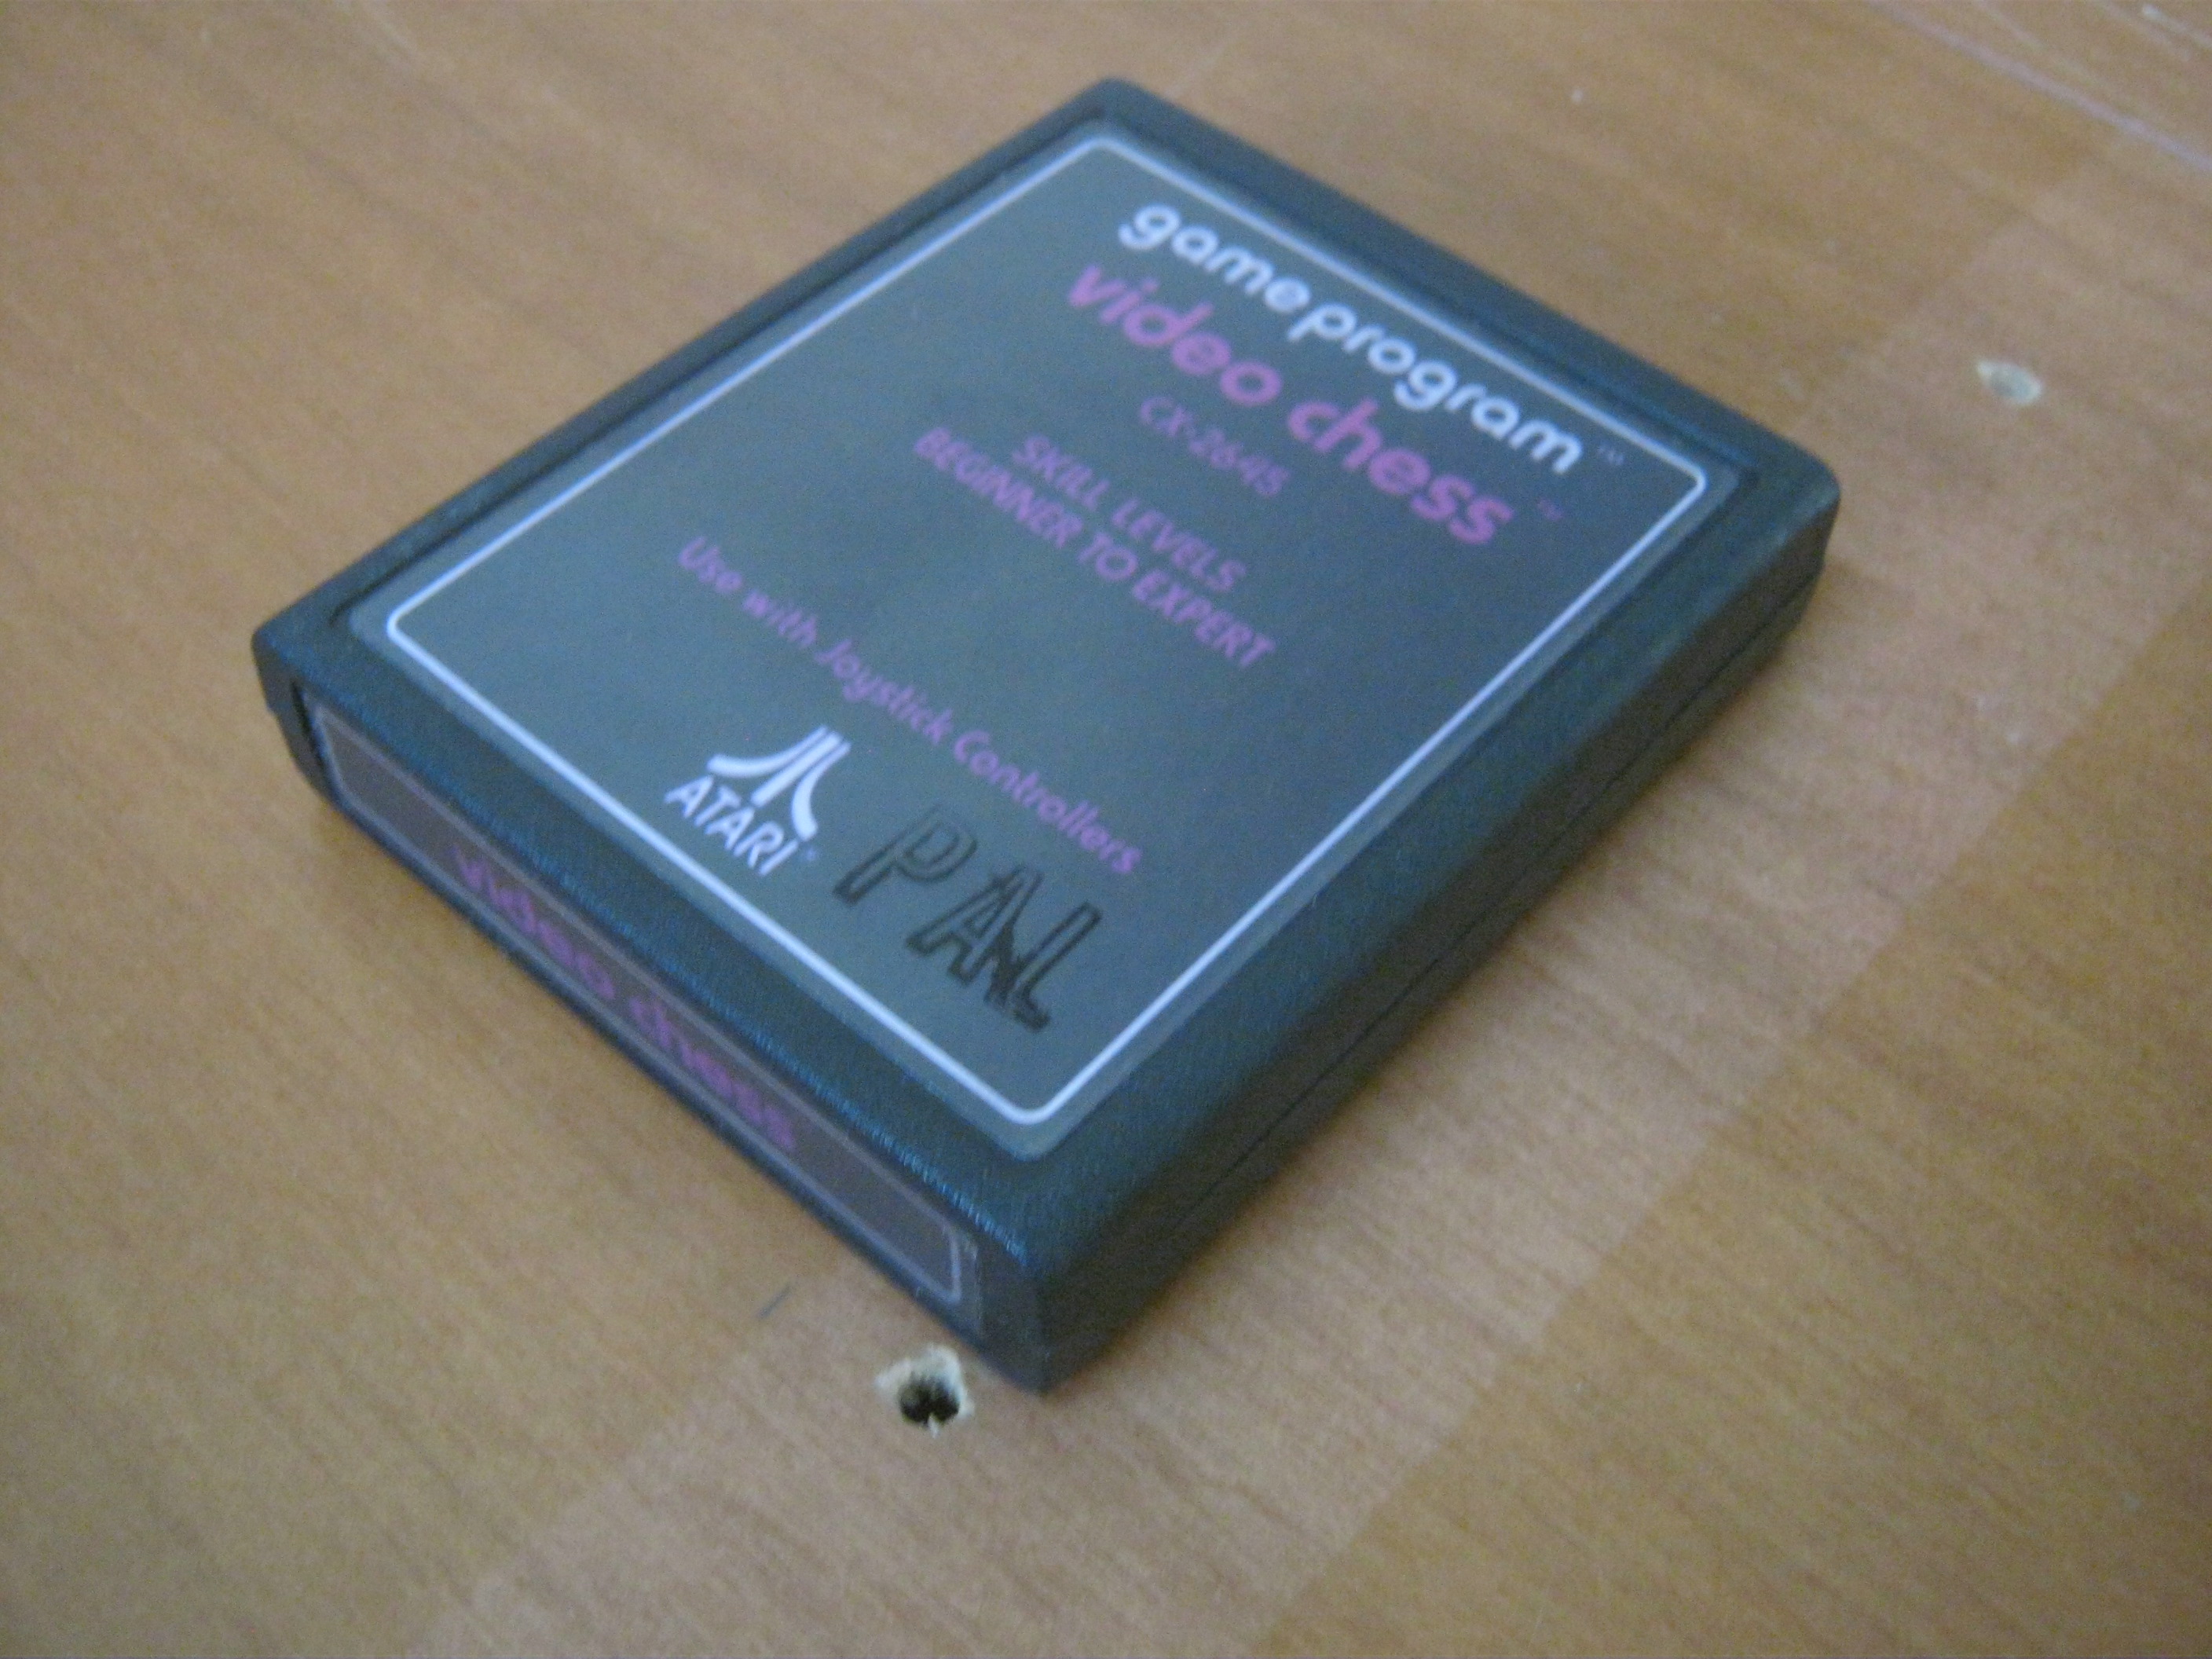 game program™
video chess™
CX-2645
SKILL LEVELS
BEGINNER TO EXPERT
Use with Joystick Controllers
ATARI
PAL
video chess